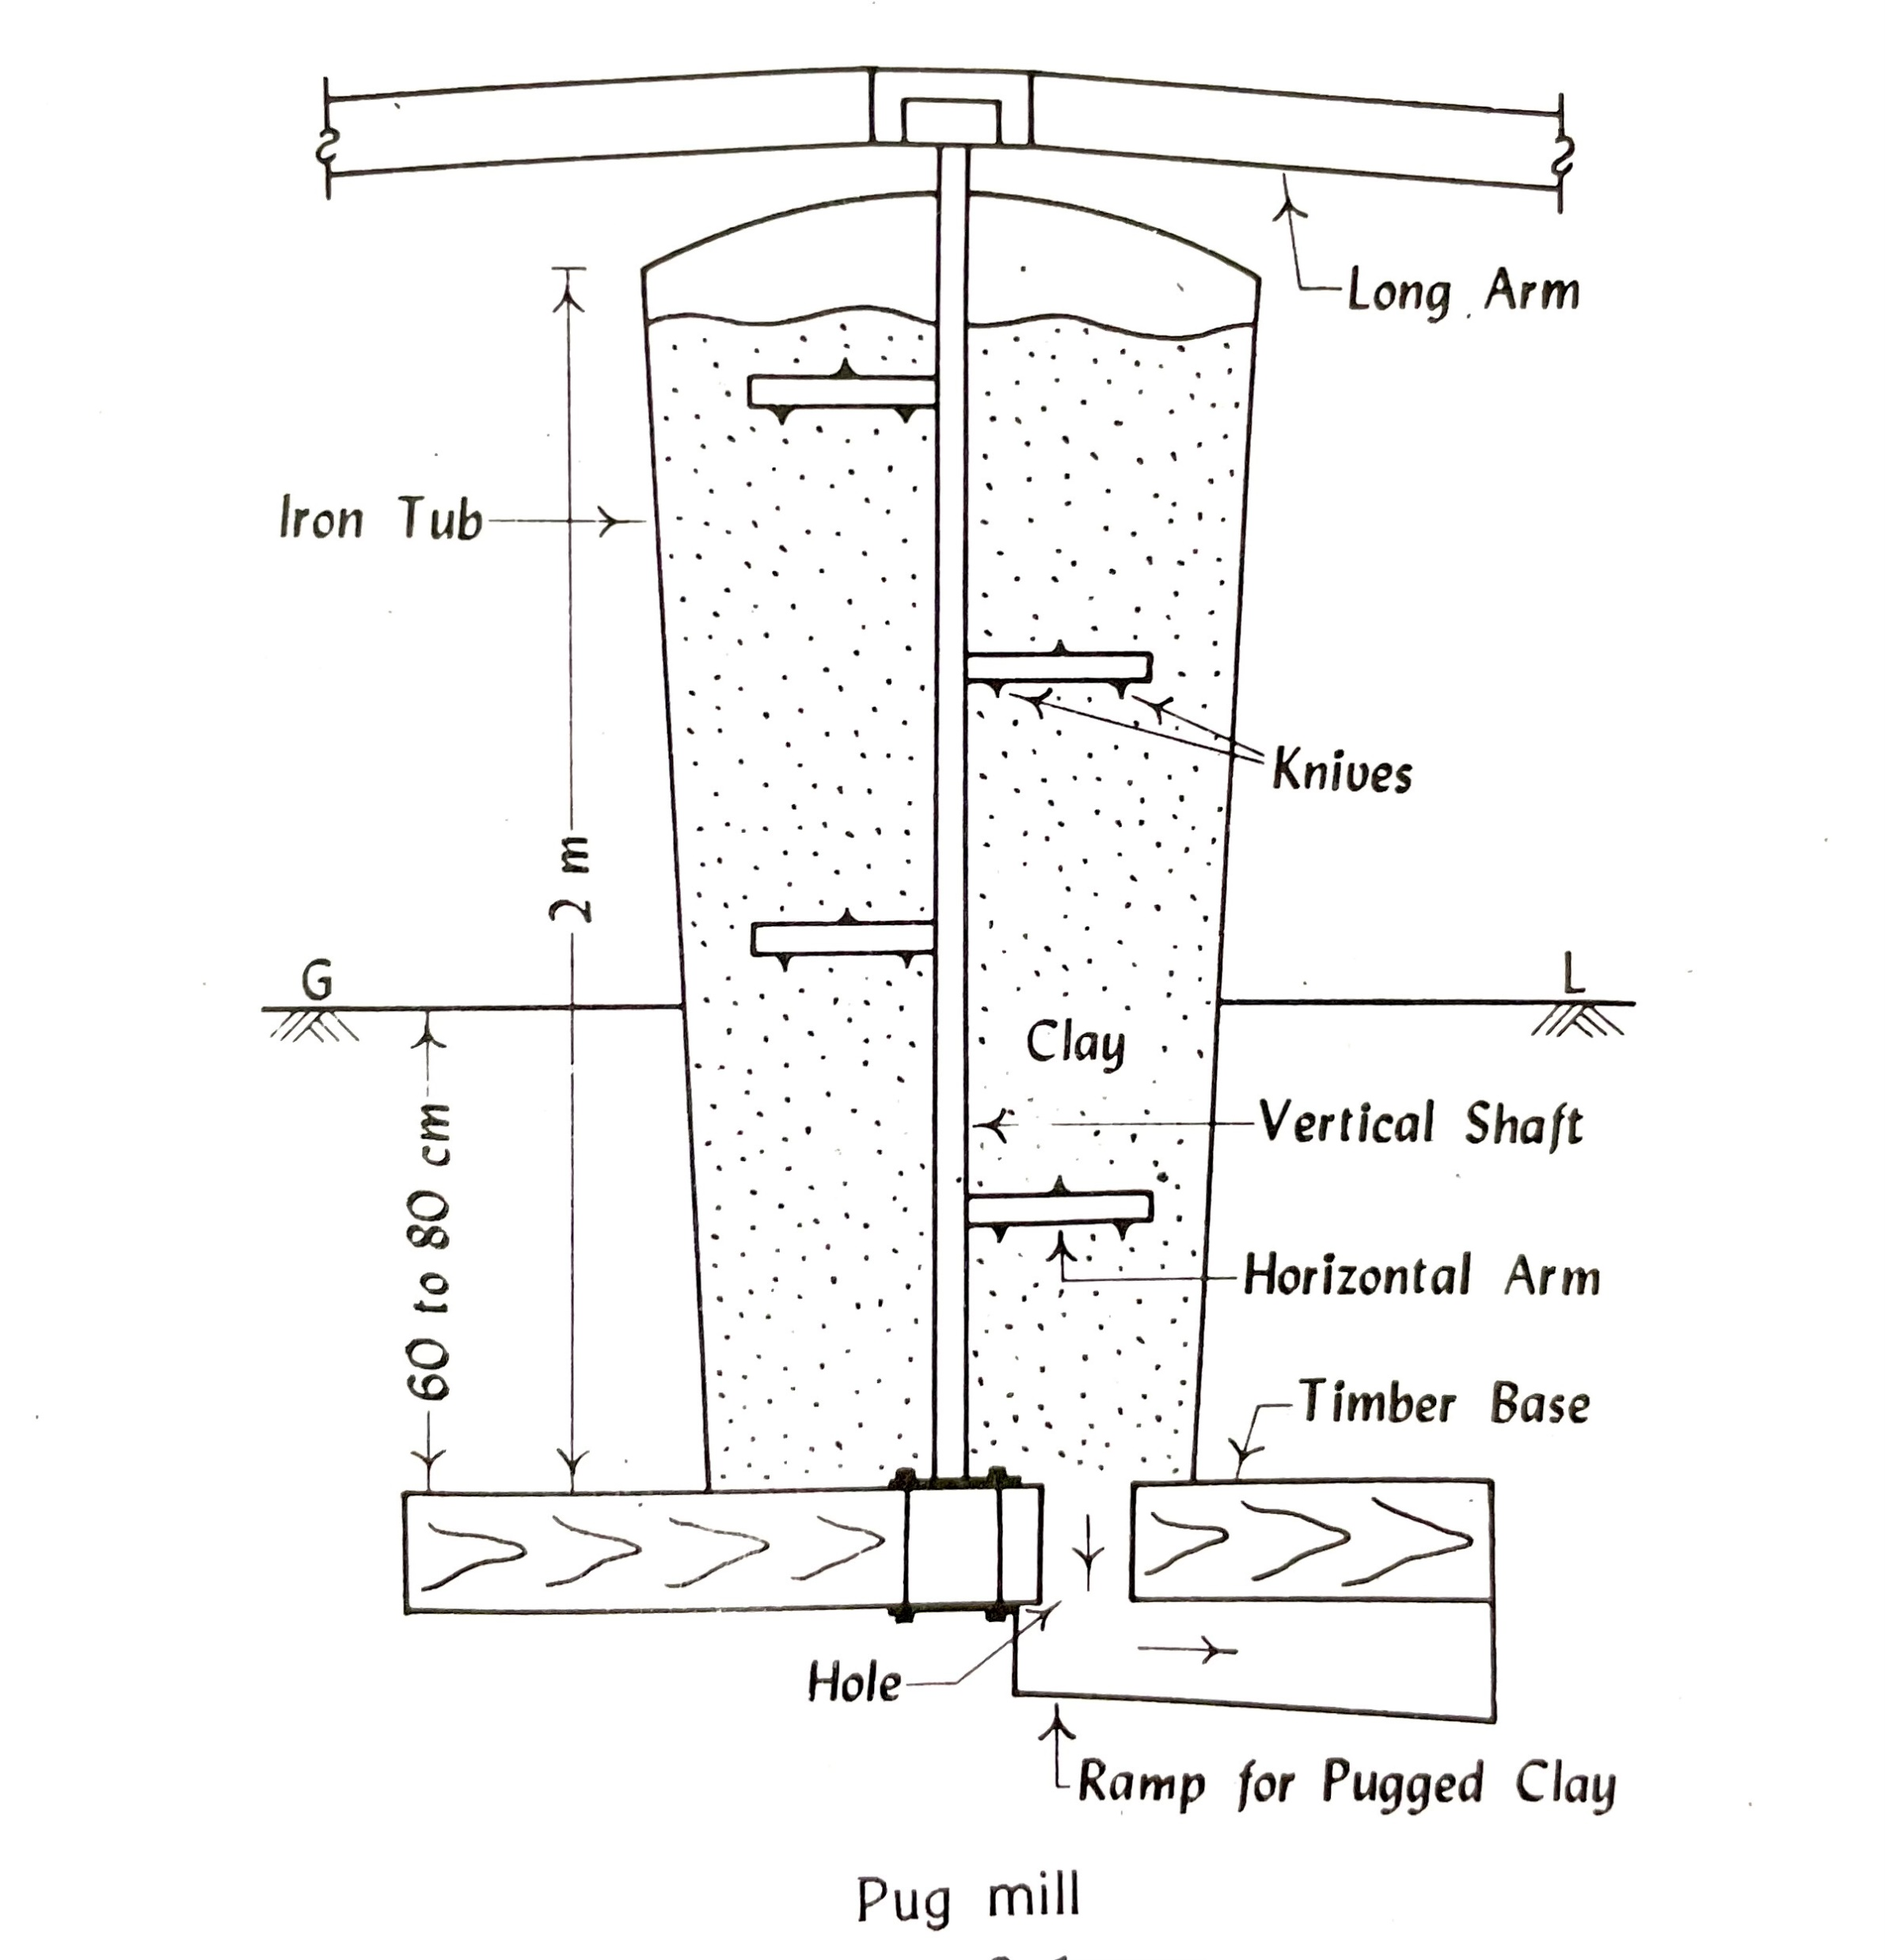 Long Arm
Iron Tub
2 m
Knives
G
L
Clay
60 to 80 cm
Vertical Shaft
Horizontal Arm
Timber Base
Hole
Ramp for Pugged Clay
Pug mill